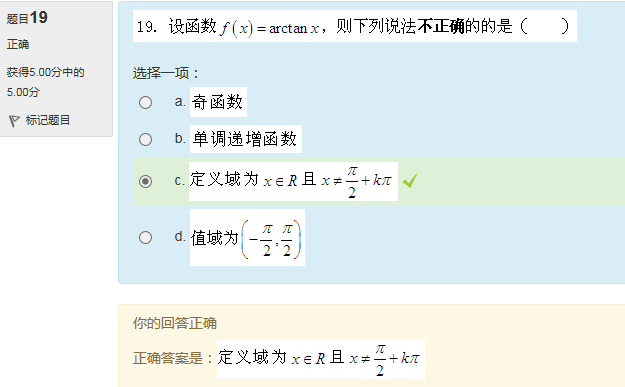 题目19
正确
获得5.00分中的
5.00分
标记题目
19. 设函数 f(x)=arctan x，则下列说法不正确的的是（　　）
选择一项：
a. 奇函数
b. 单调递增函数
c. 定义域为 x∈R 且 x≠π/2+kπ
d. 值域为(-π/2,π/2)
你的回答正确
正确答案是：定义域为 x∈R 且 x≠π/2+kπ